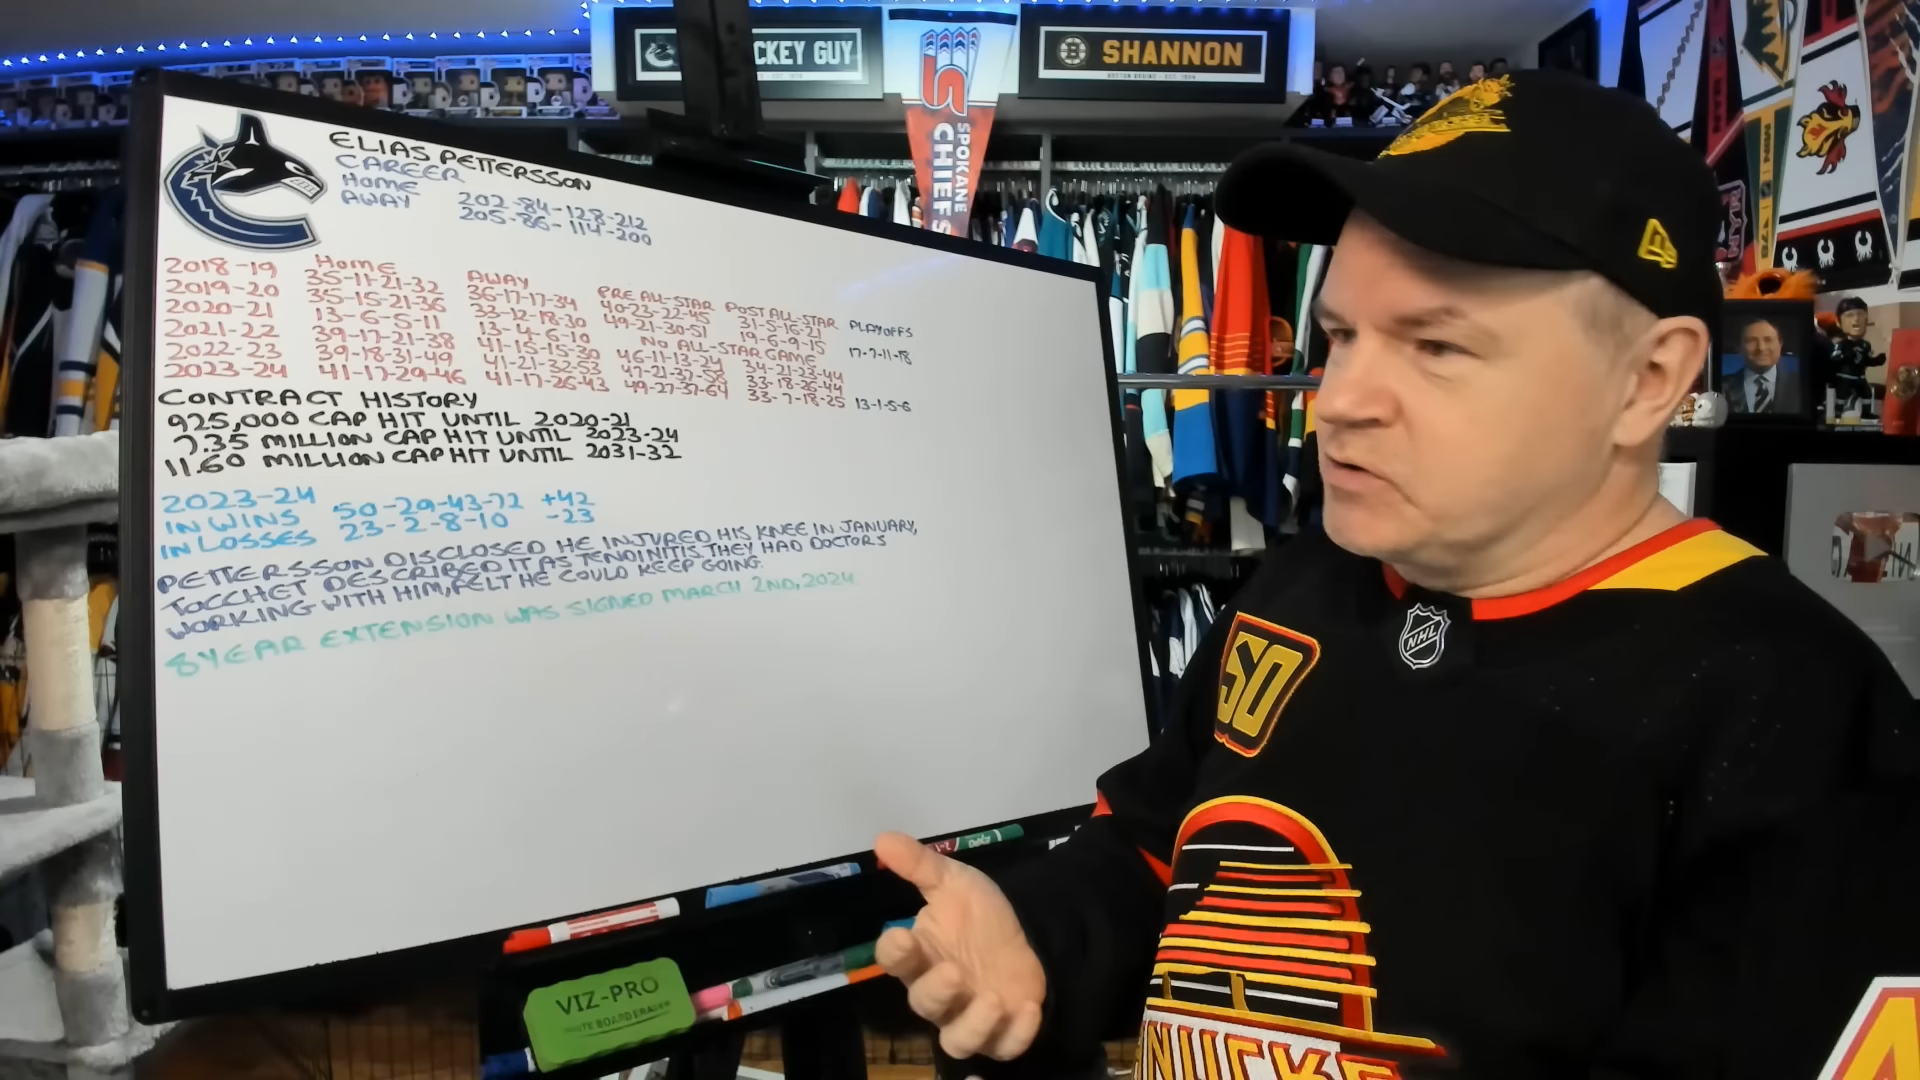 CKEY GUY
SHANNON
SPOKANE
CHIEFS
ELIAS PETTERSSON
CAREER
HOME 202-84-128-212
AWAY 205-86-114-200
HOME AWAY PRE ALL-STAR POST ALL-STAR PLAYOFFS
2018-19 35-11-21-32 36-17-17-34 40-23-22-45 31-5-16-21
2019-20 35-15-21-36 33-12-18-30 49-21-30-51 19-6-9-15 17-7-11-18
2020-21 13-6-5-11 13-4-6-10 NO ALL-STAR GAME
2021-22 39-17-21-38 41-15-15-30 46-11-13-24 34-21-23-44
2022-23 39-18-31-49 41-21-32-53 47-21-37-58 33-18-26-44
2023-24 41-17-29-46 41-17-26-43 49-27-37-64 33-7-18-25 13-1-5-6
CONTRACT HISTORY
925,000 CAP HIT UNTIL 2020-21
7.35 MILLION CAP HIT UNTIL 2023-24
11.60 MILLION CAP HIT UNTIL 2031-32
2023-24
IN WINS 50-29-43-72 +42
IN LOSSES 23-2-8-10 -23
PETTERSSON DISCLOSED HE INJURED HIS KNEE IN JANUARY,
TOCCHET DESCRIBED IT AS TENDINITIS, THEY HAD DOCTORS
WORKING WITH HIM, FELT HE COULD KEEP GOING.
8 YEAR EXTENSION WAS SIGNED MARCH 2ND, 2024
VIZ-PRO
50
NHL
NUCKS
A